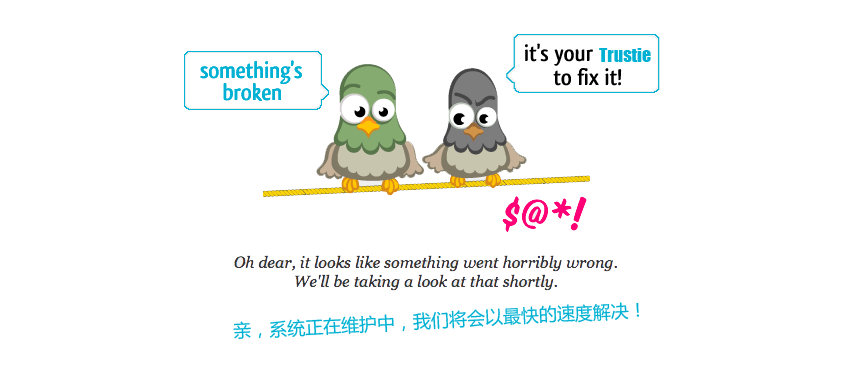 something's
broken
it's your Trustie
to fix it!
$@*!
Oh dear, it looks like something went horribly wrong.
We'll be taking a look at that shortly.
亲，系统正在维护中，我们将会以最快的速度解决！